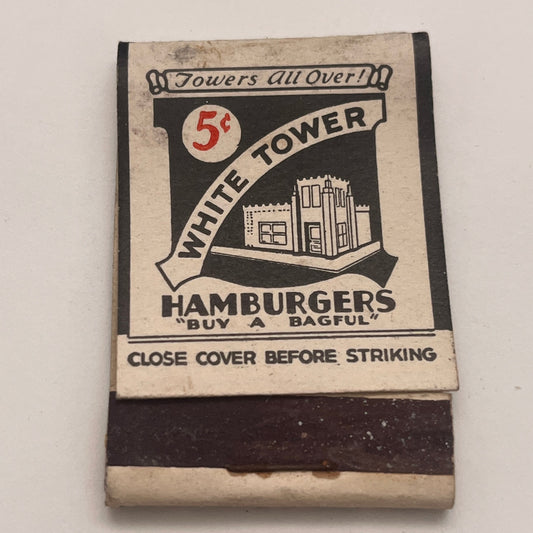 Towers All Over!
5¢
WHITE TOWER
HAMBURGERS
"BUY A BAGFUL"
CLOSE COVER BEFORE STRIKING